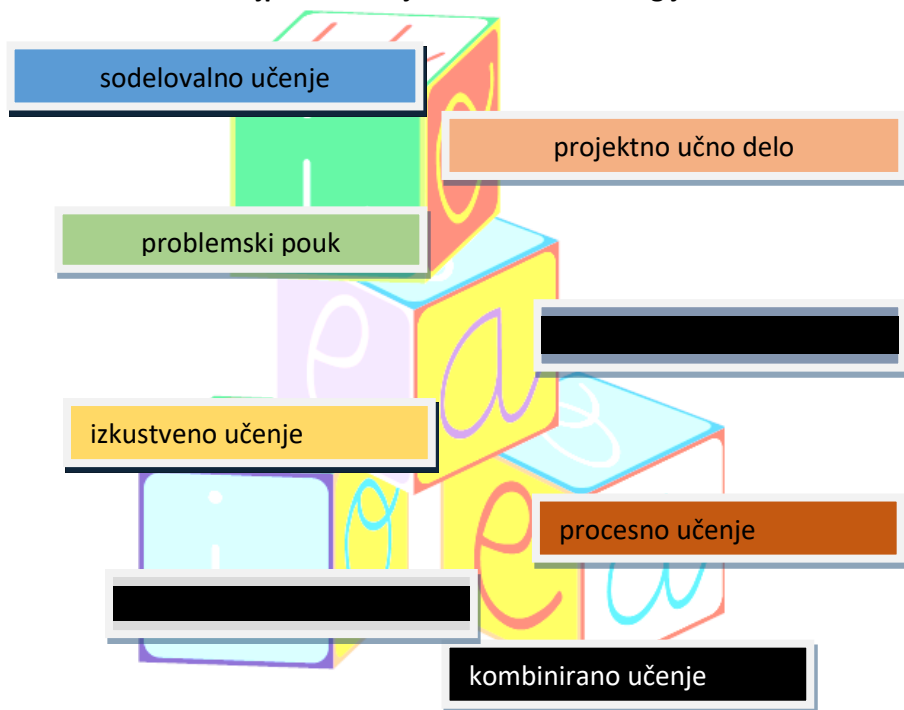 sodelovalno učenje
projektno učno delo
problemski pouk
izkustveno učenje
procesno učenje
kombinirano učenje